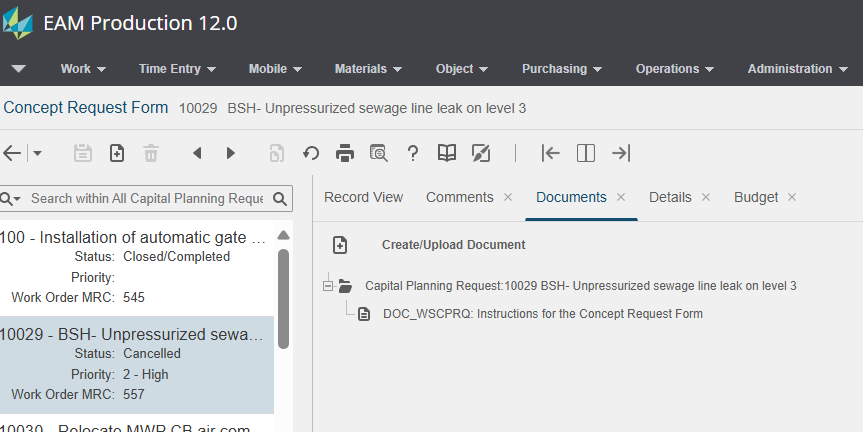 EAM Production 12.0
Work Time Entry Mobile Materials Object Purchasing Operations Administration
Concept Request Form 10029 BSH- Unpressurized sewage line leak on level 3
Search within All Capital Planning Reque
Record View Comments × Documents × Details × Budget ×
100 - Installation of automatic gate ...
Status: Closed/Completed
Priority:
Work Order MRC: 545
10029 - BSH- Unpressurized sewa...
Status: Cancelled
Priority: 2 - High
Work Order MRC: 557
10030 - Relocate MWR CB air com
Create/Upload Document
Capital Planning Request:10029 BSH- Unpressurized sewage line leak on level 3
DOC_WSCPRQ: Instructions for the Concept Request Form